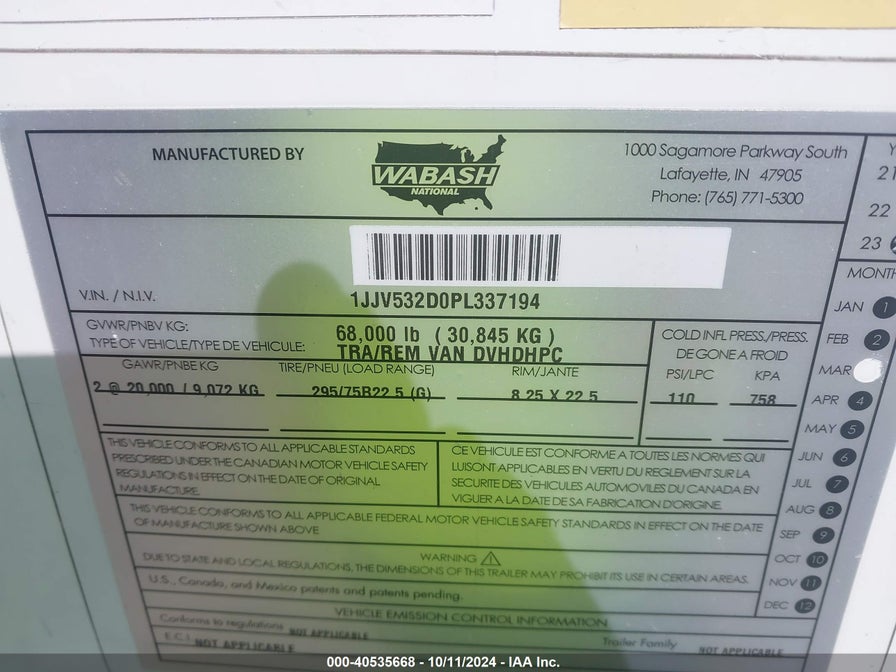 MANUFACTURED BY
WABASH
NATIONAL
1000 Sagamore Parkway South
Lafayette, IN 47905
Phone: (765) 771-5300
Y
21
22
23
V.I.N. / N.I.V.
1JJV532D0PL337194
GVWR/PNBV KG:
68,000 lb ( 30,845 KG )
TYPE OF VEHICLE/TYPE DE VEHICULE:
TRA/REM VAN DVHDHPC
GAWR/PNBE KG
TIRE/PNEU (LOAD RANGE)
RIM/JANTE
COLD INFL PRESS./PRESS.
DE GONE A FROID
PSI/LPC
KPA
2 @ 20,000 / 9,072 KG
295/75R22.5 (G)
8.25 X 22.5
110
758
MONTH
JAN 1
FEB 2
MAR
APR 4
MAY 5
JUN 6
JUL 7
AUG 8
SEP 9
OCT 10
NOV 11
DEC 12
THIS VEHICLE CONFORMS TO ALL APPLICABLE STANDARDS
PRESCRIBED UNDER THE CANADIAN MOTOR VEHICLE SAFETY
REGULATIONS IN EFFECT ON THE DATE OF ORIGINAL
MANUFACTURE.
CE VEHICULE EST CONFORME A TOUTES LES NORMES QUI
LUISONT APPLICABLES EN VERTU DU REGLEMENT SUR LA
SECURITE DES VEHICULES AUTOMOVILES DU CANADA EN
VIGUER A LA DATE DE SA FABRICATION D'ORIGINE.
THIS VEHICLE CONFORMS TO ALL APPLICABLE FEDERAL MOTOR VEHICLE SAFETY STANDARDS IN EFFECT ON THE DATE
OF MANUFACTURE SHOWN ABOVE
WARNING
DUE TO STATE AND LOCAL REGULATIONS, THE DIMENSIONS OF THIS TRAILER MAY PROHIBIT ITS USE IN CERTAIN AREAS.
U.S., Canada, and Mexico patents and patents pending.
VEHICLE EMISSION CONTROL INFORMATION
Conforms to regulations NOT APPLICABLE
E.C.I. NOT APPLICABLE
Trailer Family NOT APPLICABLE
000-40535668 - 10/11/2024 - IAA Inc.